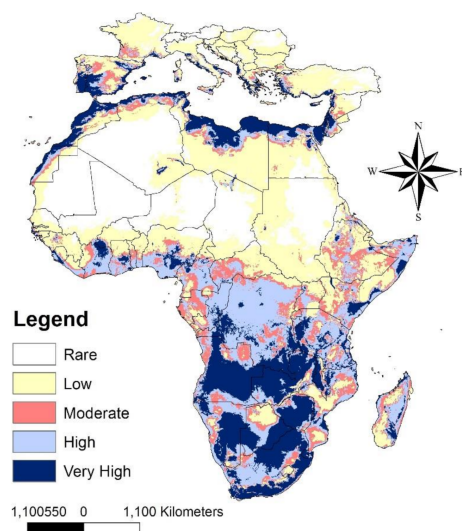 N
W
E
S
Legend
Rare
Low
Moderate
High
Very High
1,100550 0 1,100 Kilometers